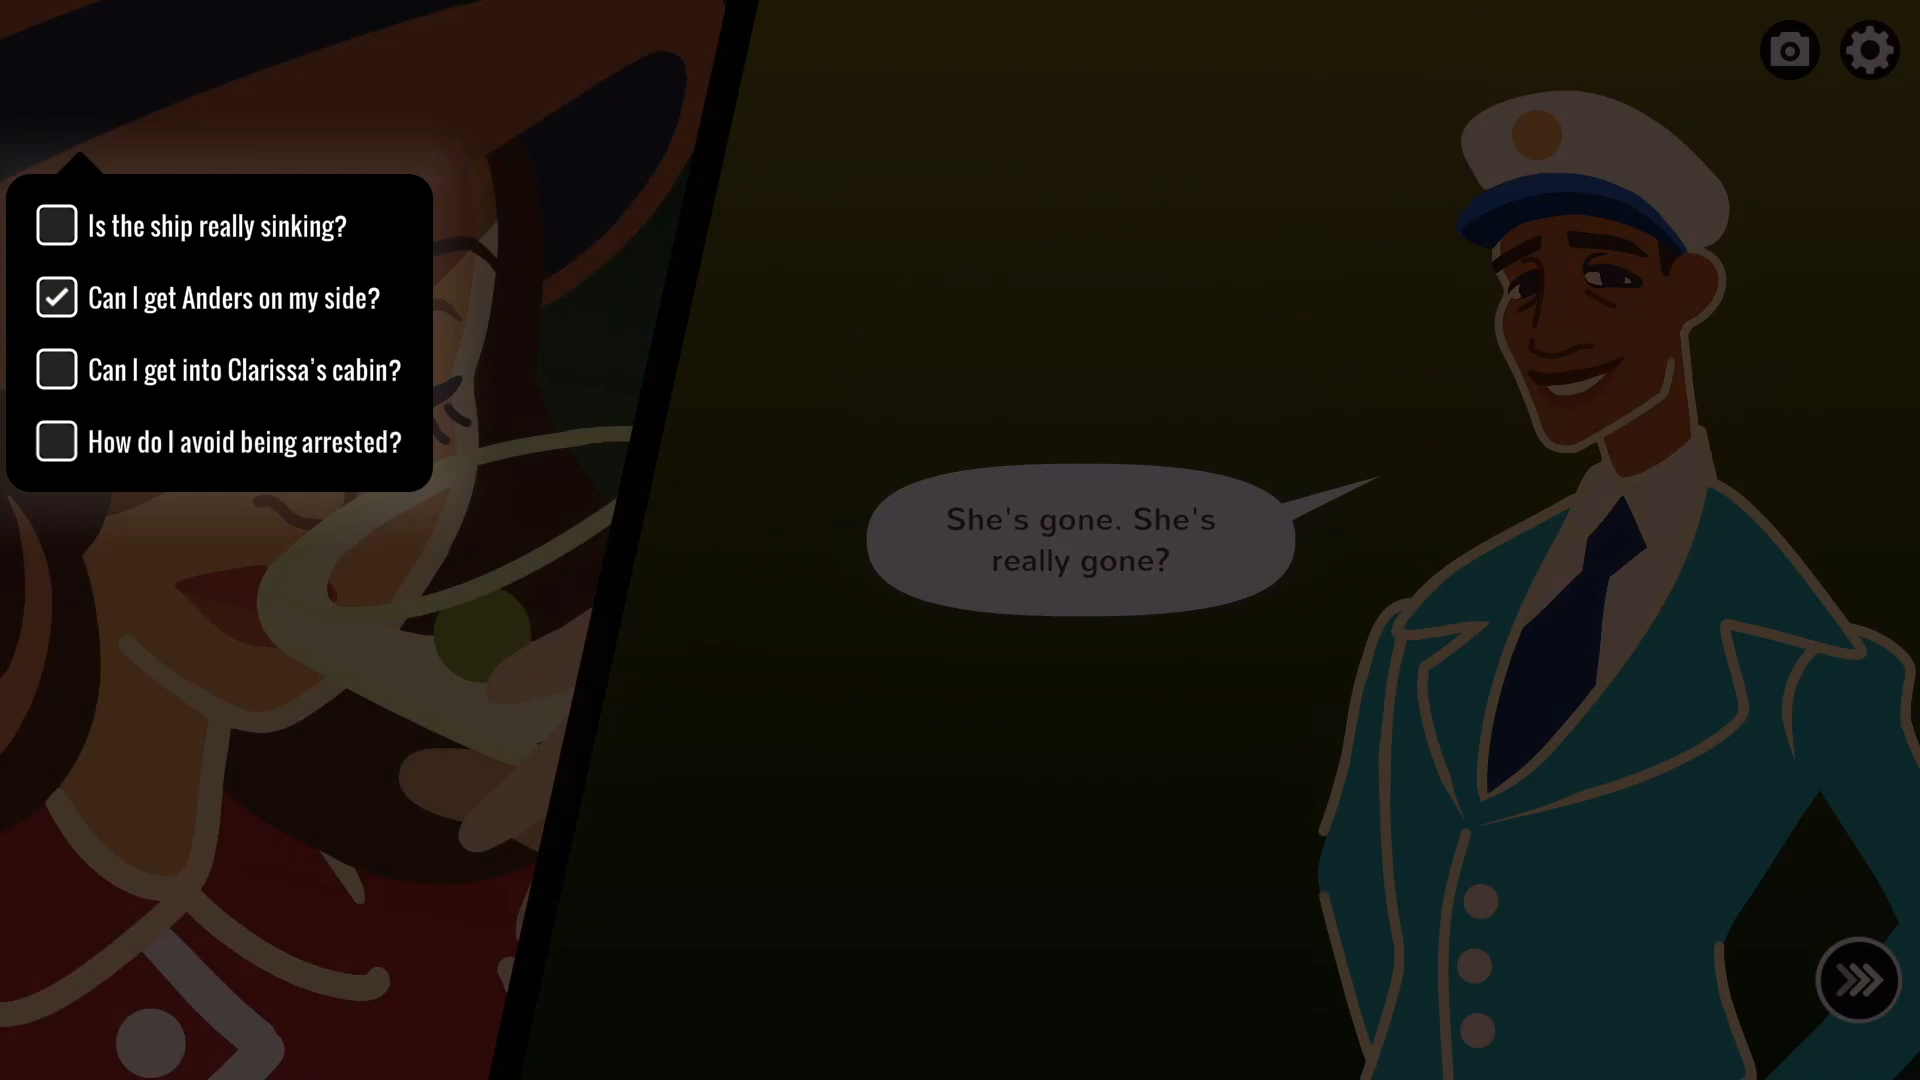 Is the ship really sinking?
Can I get Anders on my side?
Can I get into Clarissa's cabin?
How do I avoid being arrested?
She's gone. She's
really gone?